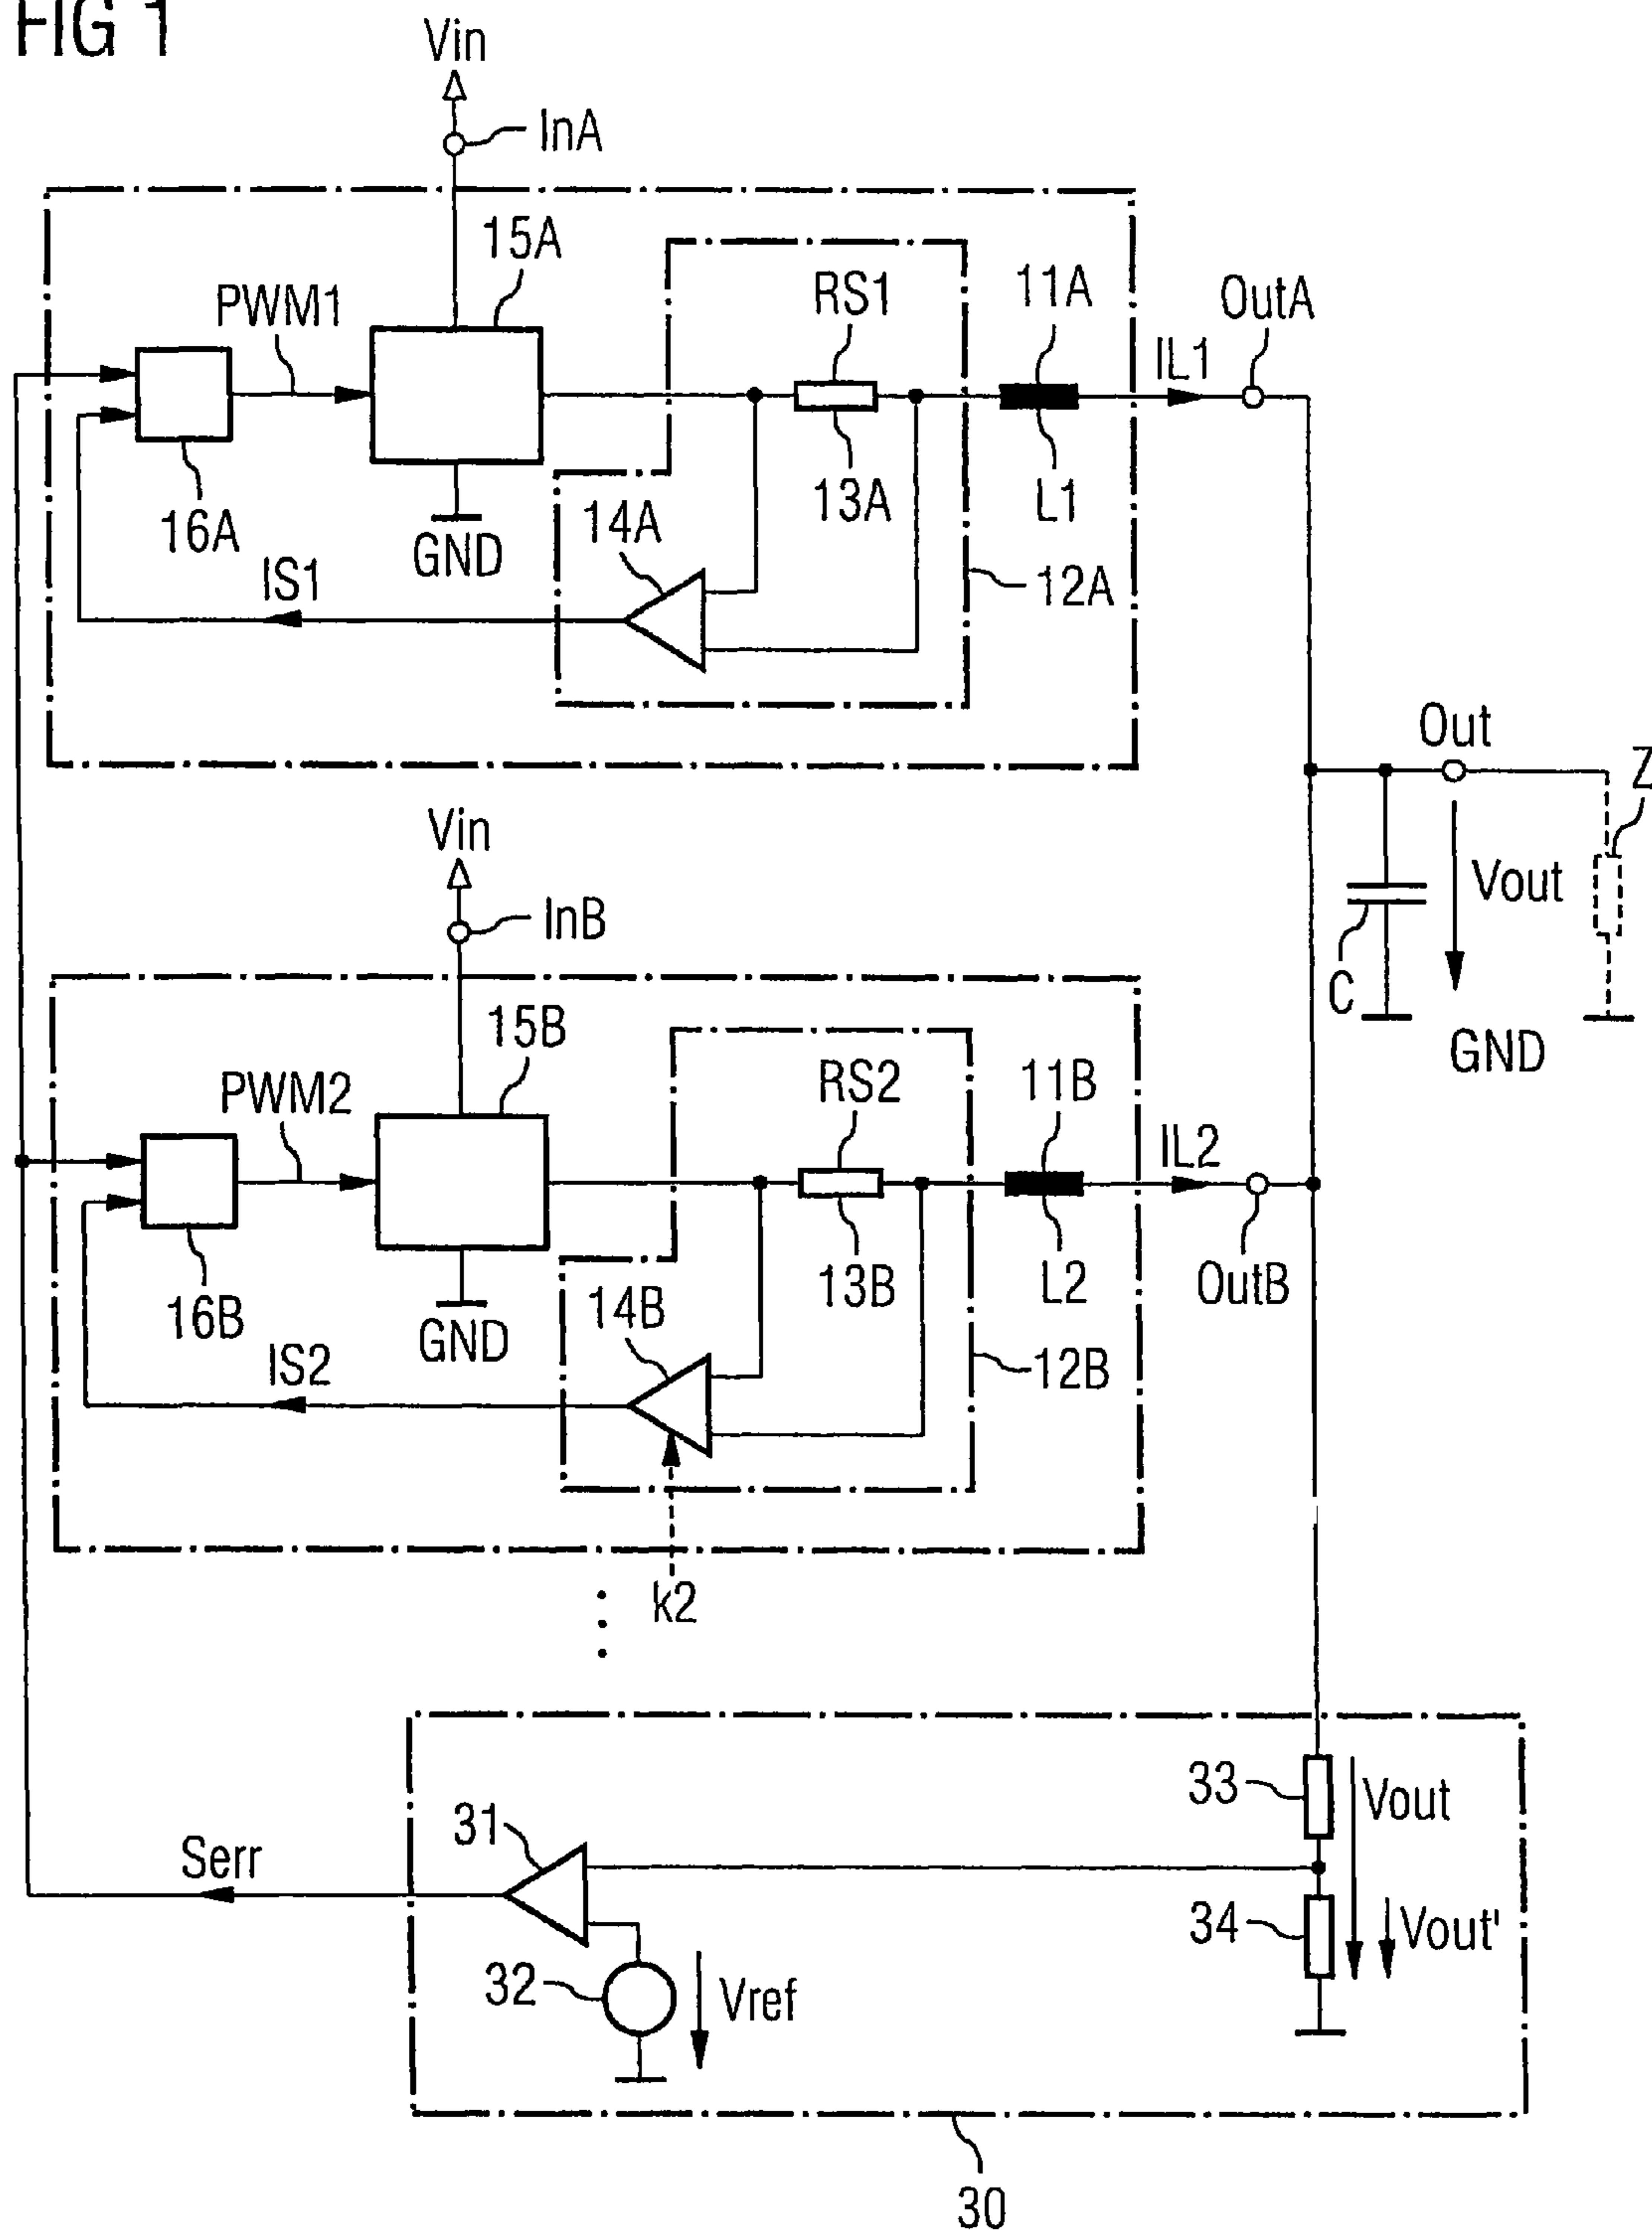 FIG 1
Vin
InA
15A
PWM1
RS1
11A
OutA
IL1
16A
GND
14A
13A
L1
IS1
12A
Out
Z
Vin
Vout
InB
C
15B
GND
PWM2
RS2
11B
IL2
16B
GND
14B
13B
L2
OutB
IS2
12B
k2
33
Vout
31
Serr
34
Vout'
32
Vref
30